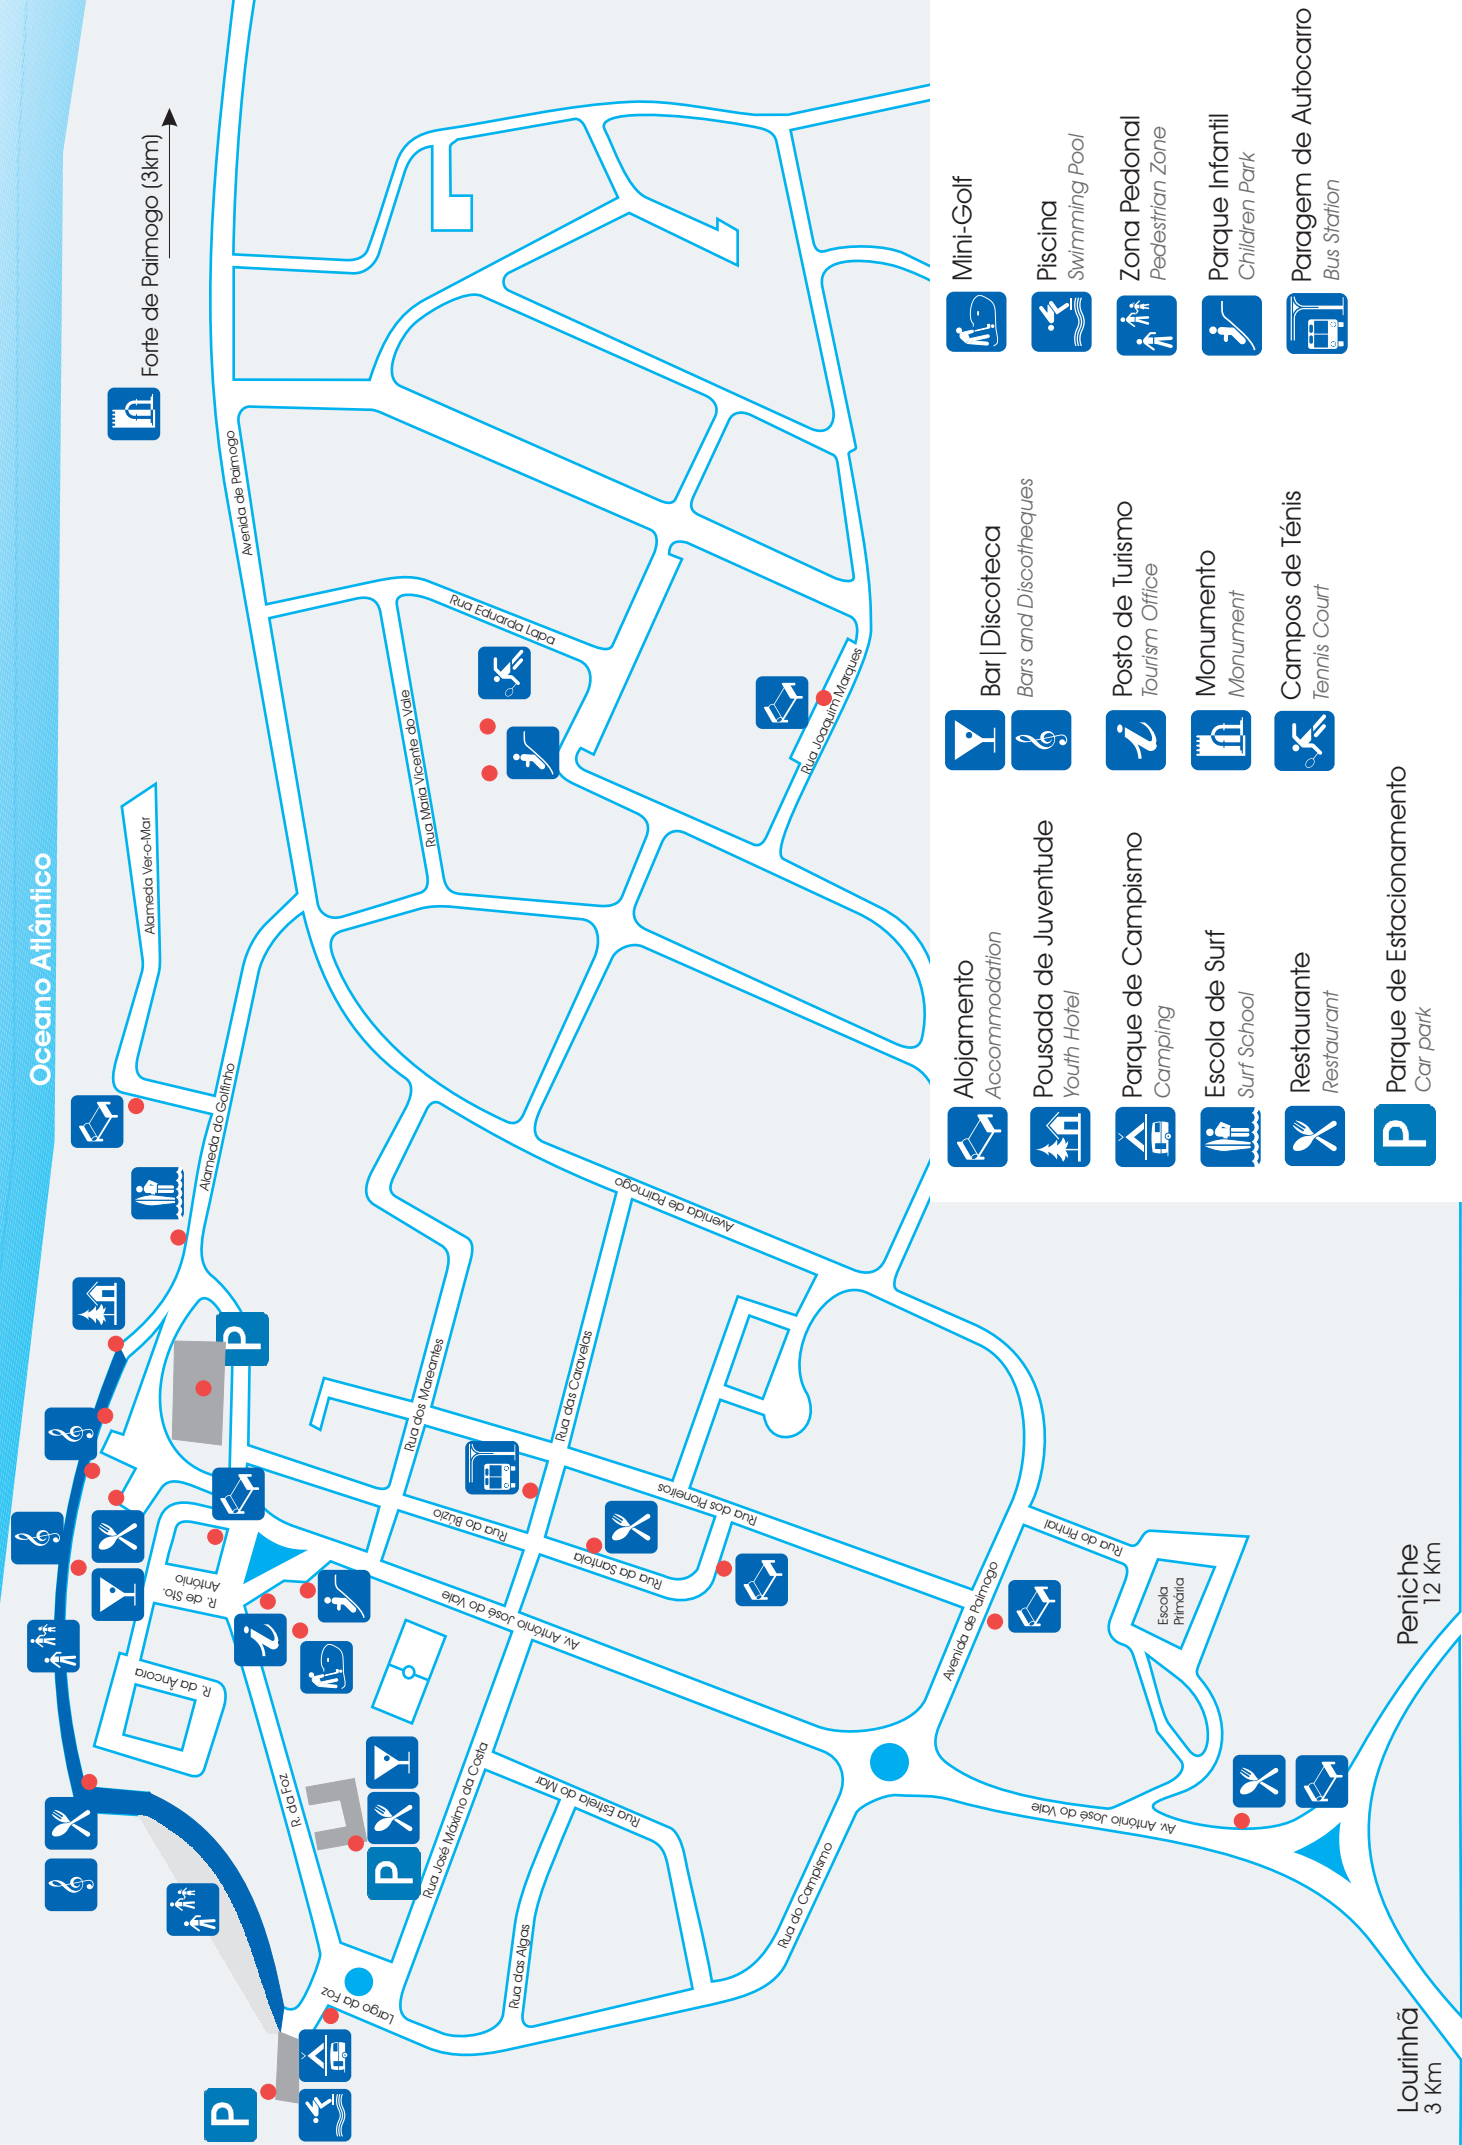 Oceano Atlântico
Forte de Paimogo (3km)
Alameda Ver-o-Mar
Alameda do Golfinho
Avenida de Paimogo
Rua Eduarda Lapa
Rua Maria Vicente do Vale
Rua Joaquim Marques
Avenida de Paimogo
Rua dos Mareantes
Rua das Caravelas
Rua do Búzio
Rua da Santola
Rua dos Pioneiros
R. de Sto.
António
R. da Âncora
R. da Foz
Av. António José do Vale
Rua José Máximo da Costa
Rua Estrela do Mar
Rua das Algas
Largo da Foz
Rua do Campismo
Avenida de Paimogo
Rua do Pinhal
Escola
Primária
Av. António José do Vale
P
P
P
Lourinhã
3 Km
Peniche
12 Km
Alojamento
Accommodation
Pousada de Juventude
Youth Hotel
Parque de Campismo
Camping
Escola de Surf
Surf School
Restaurante
Restaurant
P
Parque de Estacionamento
Car park
Bar|Discoteca
Bars and Discotheques
Posto de Turismo
Tourism Office
Monumento
Monument
Campos de Ténis
Tennis Court
Mini-Golf
Piscina
Swimming Pool
Zona Pedonal
Pedestrian Zone
Parque Infantil
Children Park
Paragem de Autocarro
Bus Station